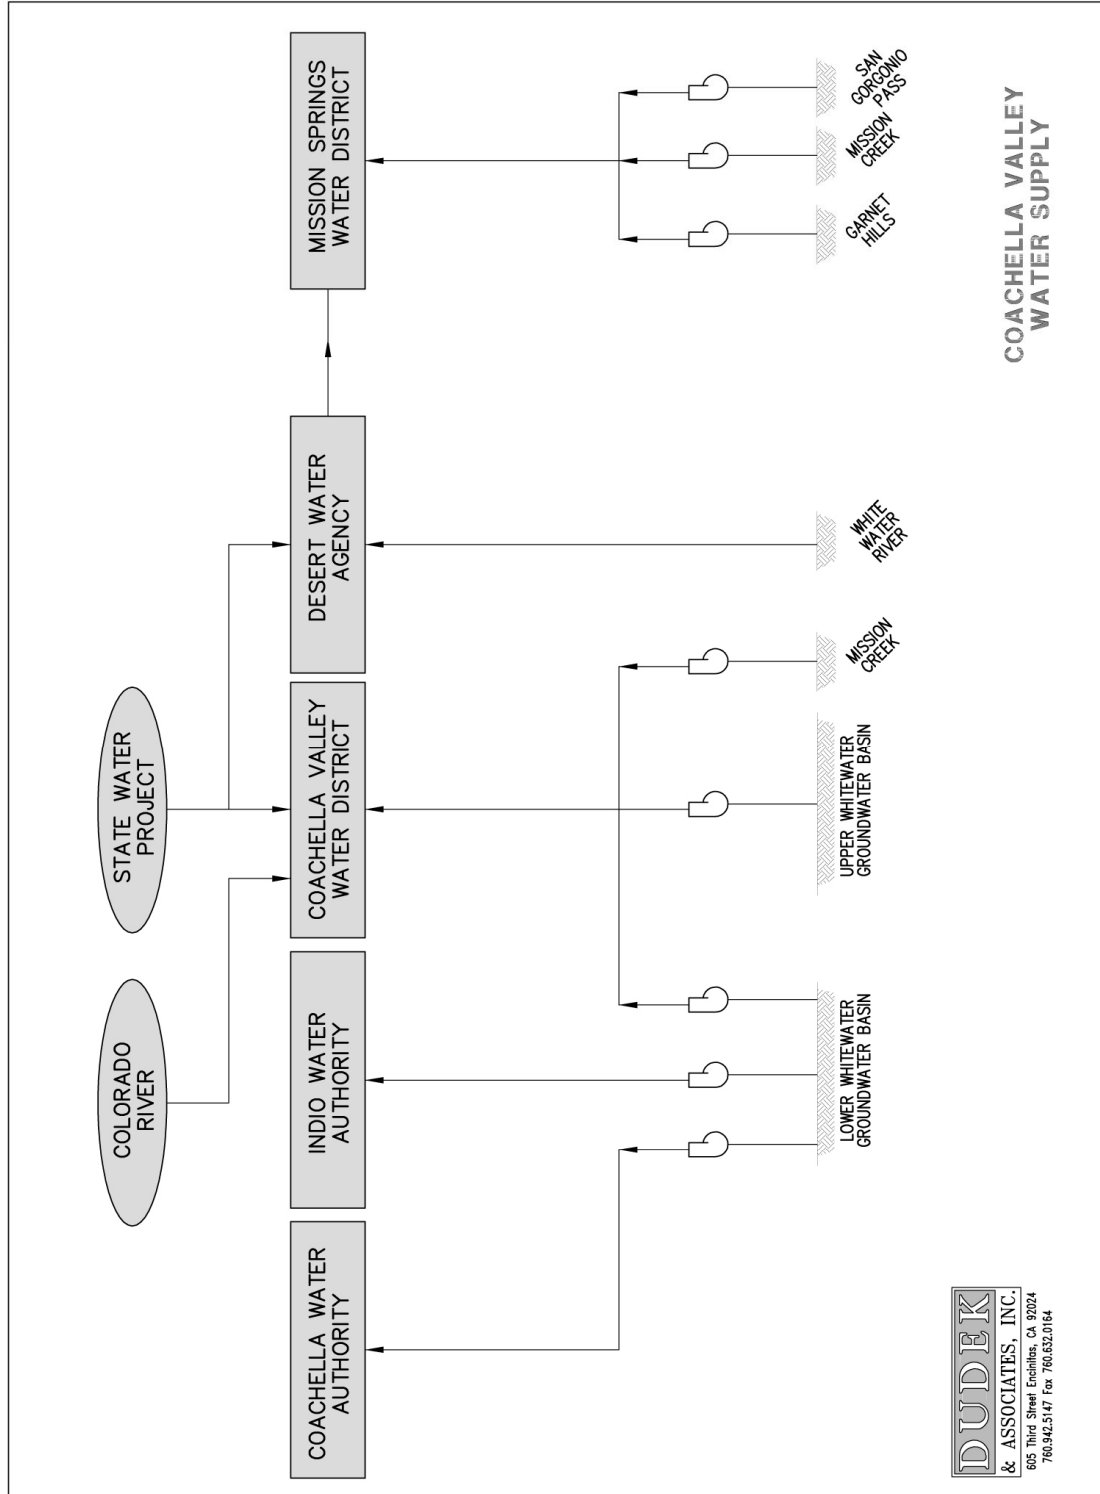 COLORADO
RIVER
STATE WATER
PROJECT
COACHELLA WATER
AUTHORITY
INDIO WATER
AUTHORITY
COACHELLA VALLEY
WATER DISTRICT
DESERT WATER
AGENCY
MISSION SPRINGS
WATER DISTRICT
LOWER WHITEWATER
GROUNDWATER BASIN
UPPER WHITEWATER
GROUNDWATER BASIN
MISSION
CREEK
WHITE
WATER
RIVER
GARNET
HILLS
MISSION
CREEK
SAN
GORGONIO
PASS
DUDEK
& ASSOCIATES, INC.
605 Third Street Encinitas, CA 92024
760.942.5147 Fax 760.632.0164
COACHELLA VALLEY
WATER SUPPLY